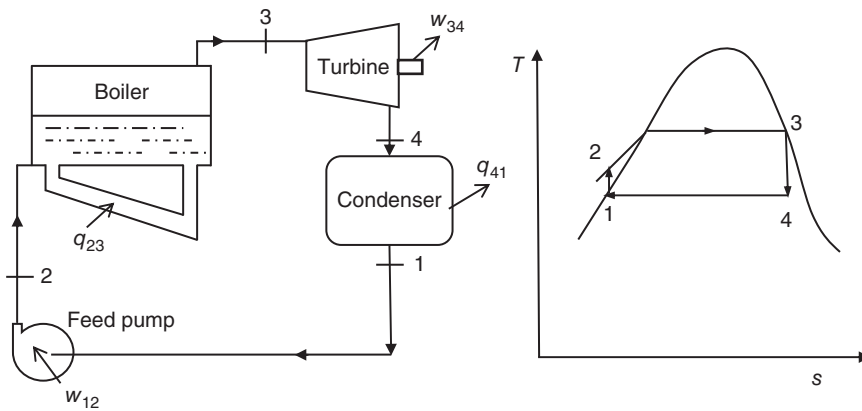 3
w34
Turbine
Boiler
4
Condenser
q41
q23
1
2
Feed pump
w12
T
3
2
1
4
s